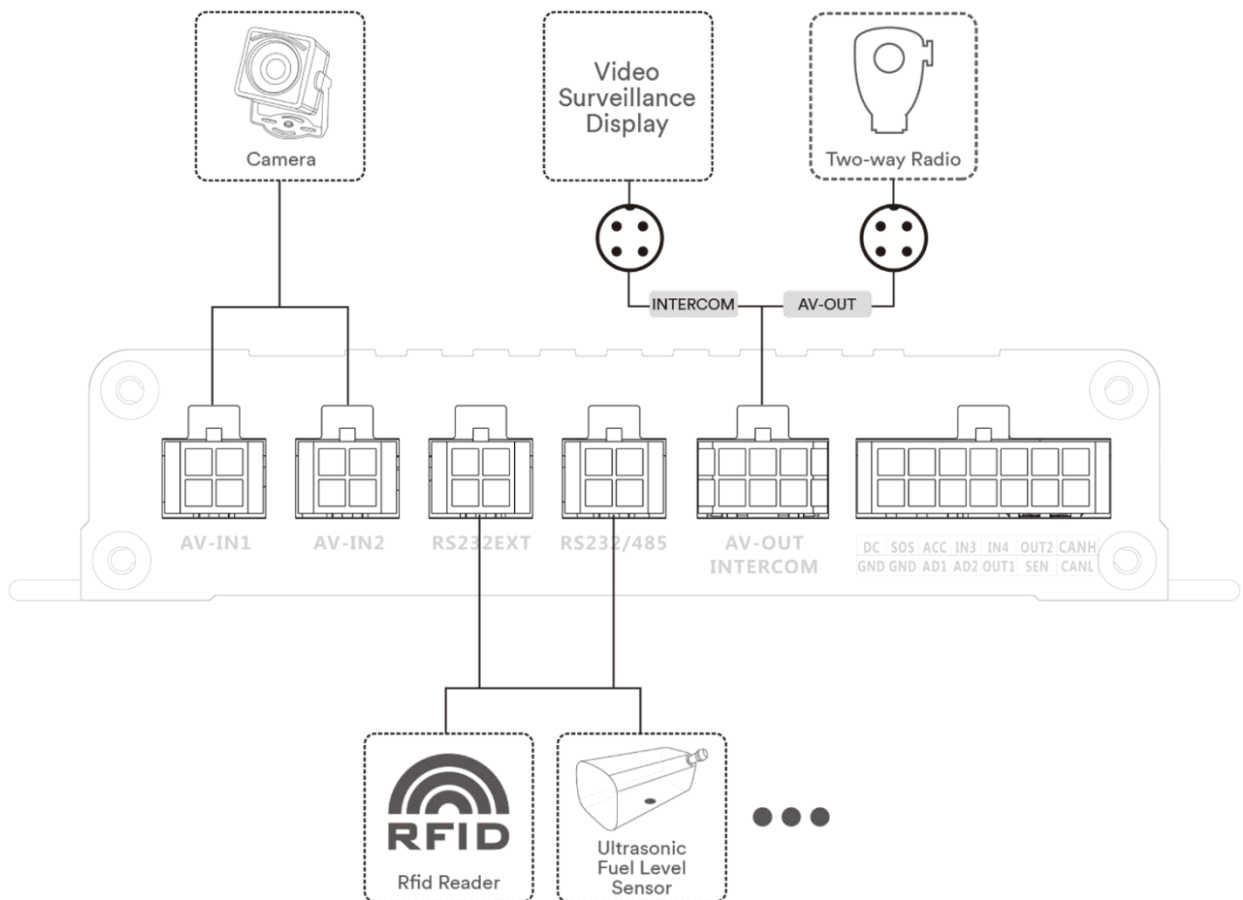 Camera
Video
Surveillance
Display
Two-way Radio
INTERCOM
AV-OUT
AV-IN1
AV-IN2
RS232EXT
RS232/485
AV-OUT
INTERCOM
DC SOS ACC IN3 IN4 OUT2 CANH
GND GND AD1 AD2 OUT1 SEN CANL
RFID
Rfid Reader
Ultrasonic
Fuel Level
Sensor